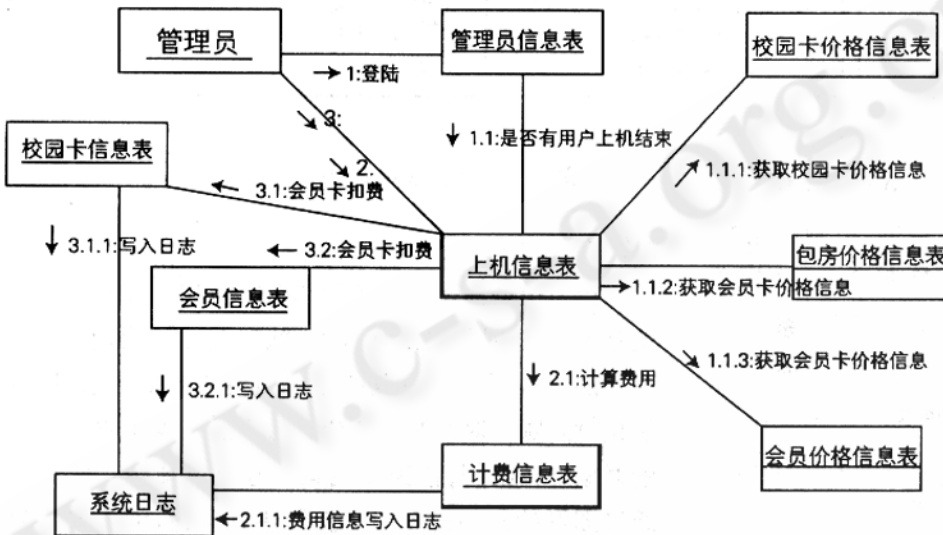 管理员
管理员信息表
校园卡价格信息表
1:登陆
3:
校园卡信息表
1.1:是否有用户上机结束
2.
1.1.1:获取校园卡价格信息
3.1:会员卡扣费
3.1.1:写入日志
3.2:会员卡扣费
上机信息表
包房价格信息表
1.1.2:获取会员卡价格信息
会员信息表
1.1.3:获取会员卡价格信息
2.1:计算费用
3.2.1:写入日志
会员价格信息表
计费信息表
系统日志
2.1.1:费用信息写入日志
www.c-s-a.org.c